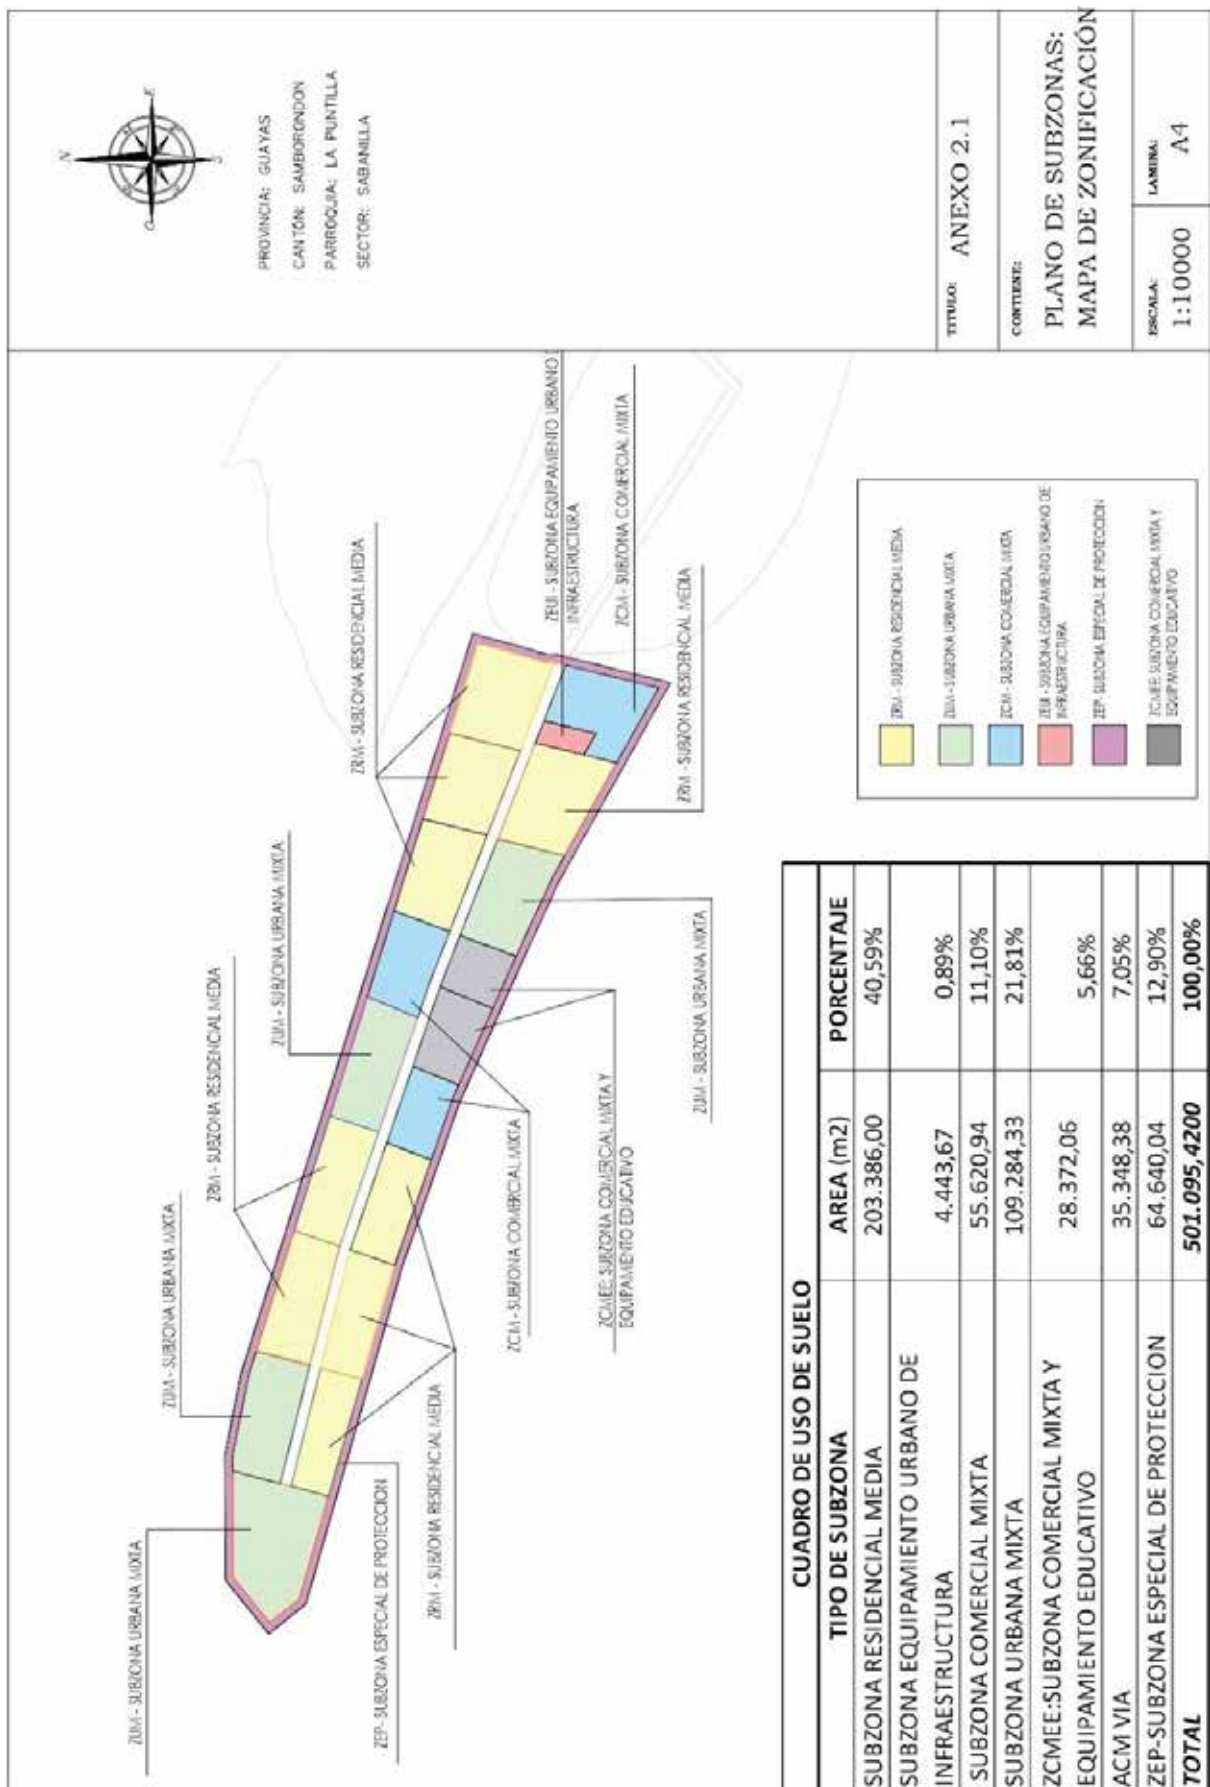 N
E
S
O
PROVINCIA: GUAYAS
CANTÓN: SAMBORONDON
PARROQUIA: LA PUNTILLA
SECTOR: SABANILLA
TITULO: ANEXO 2.1
CONTIENE:
PLANO DE SUBZONAS:
MAPA DE ZONIFICACIÓN
ESCALA:
1:10000
LAMINA:
A4
ZUM - SUBZONA URBANA MIXTA
ZUM - SUBZONA URBANA MIXTA
ZRM - SUBZONA RESIDENCIAL MEDIA
ZUM - SUBZONA URBANA MIXTA
ZRM - SUBZONA RESIDENCIAL MEDIA
ZEUI - SUBZONA EQUIPAMIENTO URBANO
INFRAESTRUCTURA
ZCM - SUBZONA COMERCIAL MIXTA
ZRM - SUBZONA RESIDENCIAL MEDIA
ZUM - SUBZONA URBANA MIXTA
ZCMEE: SUBZONA COMERCIAL MIXTA Y
EQUIPAMENTO EDUCATIVO
ZCM - SUBZONA COMERCIAL MIXTA
ZRM - SUBZONA RESIDENCIAL MEDIA
ZEP- SUBZONA ESPECIAL DE PROTECCION
ZRM - SUBZONA RESIDENCIAL MEDIA
ZUM - SUBZONA URBANA MIXTA
ZCM - SUBZONA COMERCIAL MIXTA
ZEUI - SUBZONA EQUIPAMIENTO URBANO DE
INFRAESTRUCTURA
ZEP- SUBZONA ESPECIAL DE PROTECCION
ZCMEE: SUBZONA COMERCIAL MIXTA Y
EQUIPAMENTO EDUCATIVO
CUADRO DE USO DE SUELO
TIPO DE SUBZONA AREA (m2) PORCENTAJE
SUBZONA RESIDENCIAL MEDIA 203.386,00 40,59%
SUBZONA EQUIPAMIENTO URBANO DE
INFRAESTRUCTURA 4.443,67 0,89%
SUBZONA COMERCIAL MIXTA 55.620,94 11,10%
SUBZONA URBANA MIXTA 109.284,33 21,81%
ZCMEE:SUBZONA COMERCIAL MIXTA Y
EQUIPAMIENTO EDUCATIVO 28.372,06 5,66%
ACM VIA 35.348,38 7,05%
ZEP-SUBZONA ESPECIAL DE PROTECCION 64.640,04 12,90%
TOTAL 501.095,4200 100,00%